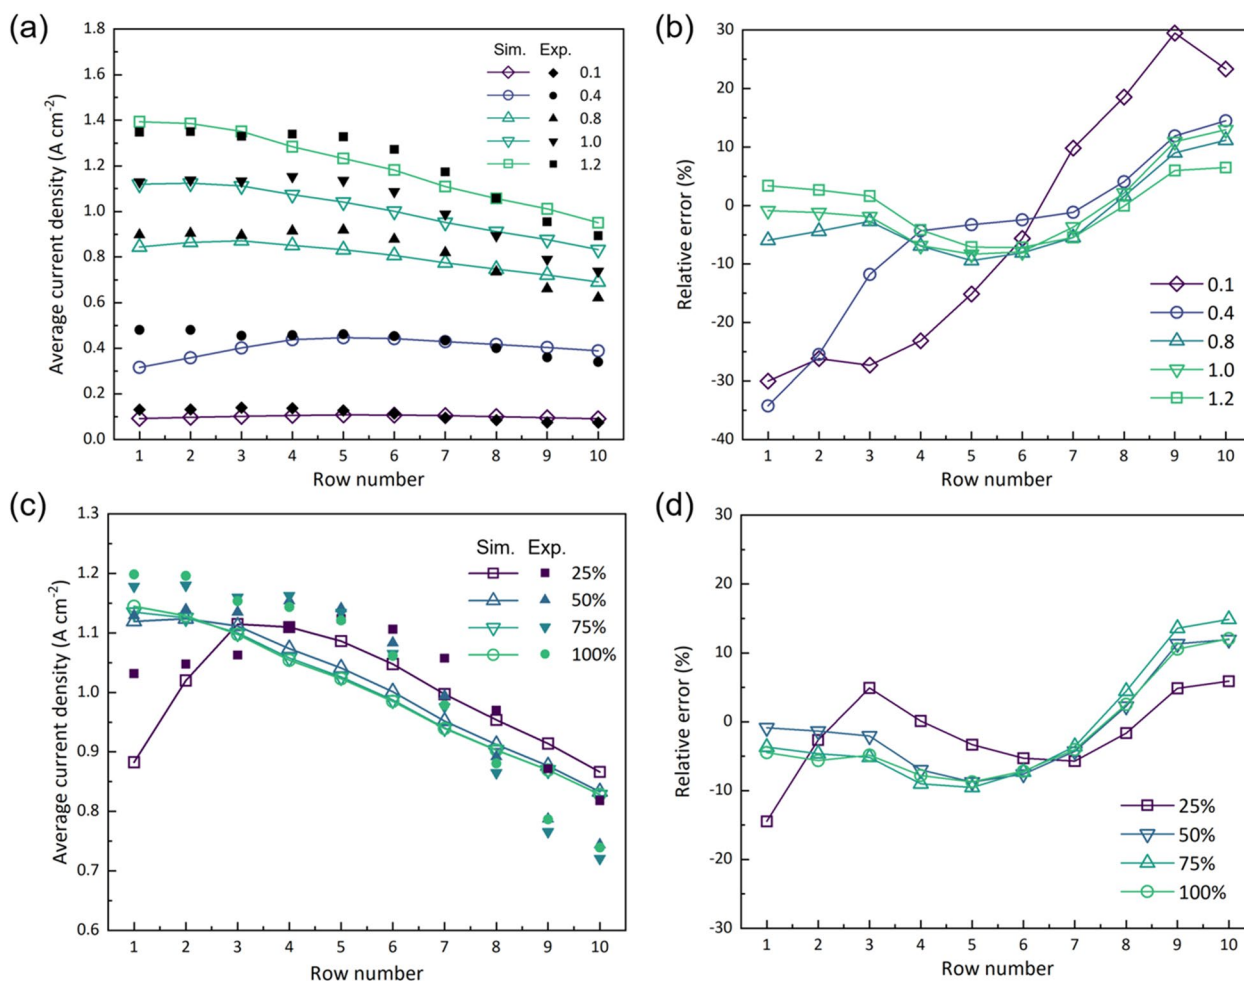 (a)
Average current density (A cm-2)
1.8
1.6
1.4
1.2
1.0
0.8
0.6
0.4
0.2
0.0
Sim. Exp.
0.1
0.4
0.8
1.0
1.2
1 2 3 4 5 6 7 8 9 10
Row number
(b)
Relative error (%)
30
20
10
0
-10
-20
-30
-40
0.1
0.4
0.8
1.0
1.2
1 2 3 4 5 6 7 8 9 10
Row number
(c)
Average current density (A cm-2)
1.3
1.2
1.1
1.0
0.9
0.8
0.7
0.6
Sim. Exp.
25%
50%
75%
100%
1 2 3 4 5 6 7 8 9 10
Row number
(d)
Relative error (%)
30
20
10
0
-10
-20
-30
25%
50%
75%
100%
1 2 3 4 5 6 7 8 9 10
Row number